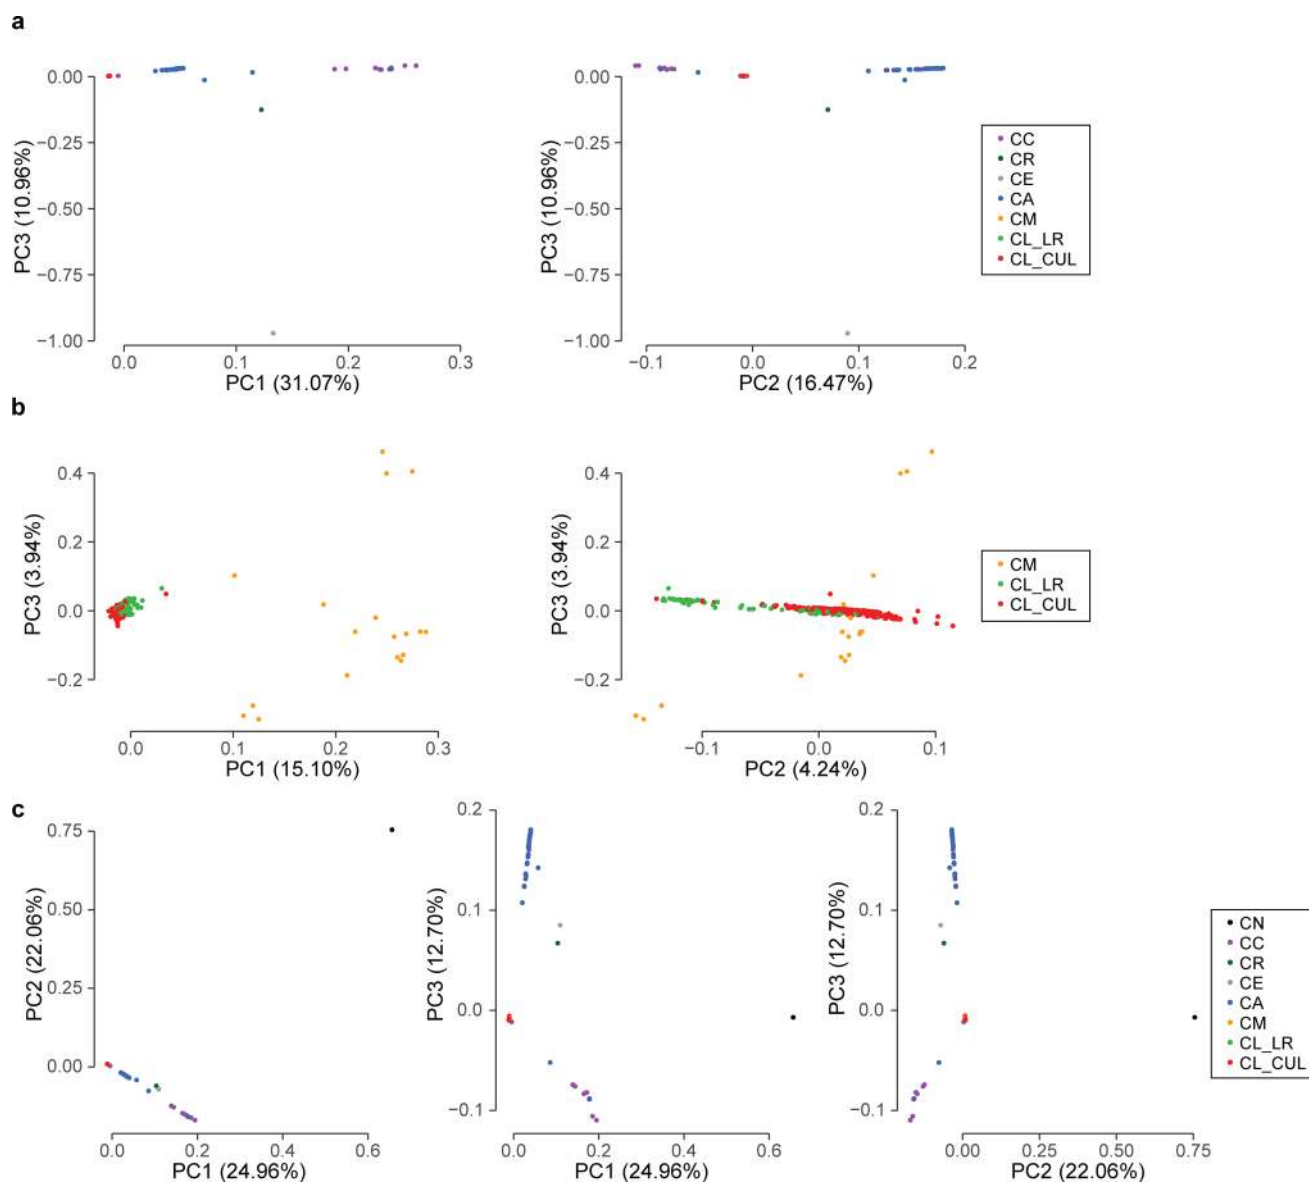 a
0.00
−0.25
−0.50
−0.75
−1.00
PC3 (10.96%)
0.0 0.1 0.2 0.3
PC1 (31.07%)
0.00
−0.25
−0.50
−0.75
−1.00
PC3 (10.96%)
−0.1 0.0 0.1 0.2
PC2 (16.47%)
CC
CR
CE
CA
CM
CL_LR
CL_CUL
b
0.4
0.2
0.0
−0.2
PC3 (3.94%)
0.0 0.1 0.2 0.3
PC1 (15.10%)
0.4
0.2
0.0
−0.2
PC3 (3.94%)
−0.1 0.0 0.1
PC2 (4.24%)
CM
CL_LR
CL_CUL
c
0.75
0.50
0.25
0.00
PC2 (22.06%)
0.0 0.2 0.4 0.6
PC1 (24.96%)
0.2
0.1
0.0
−0.1
PC3 (12.70%)
0.0 0.2 0.4 0.6
PC1 (24.96%)
0.2
0.1
0.0
−0.1
PC3 (12.70%)
0.00 0.25 0.50 0.75
PC2 (22.06%)
CN
CC
CR
CE
CA
CM
CL_LR
CL_CUL